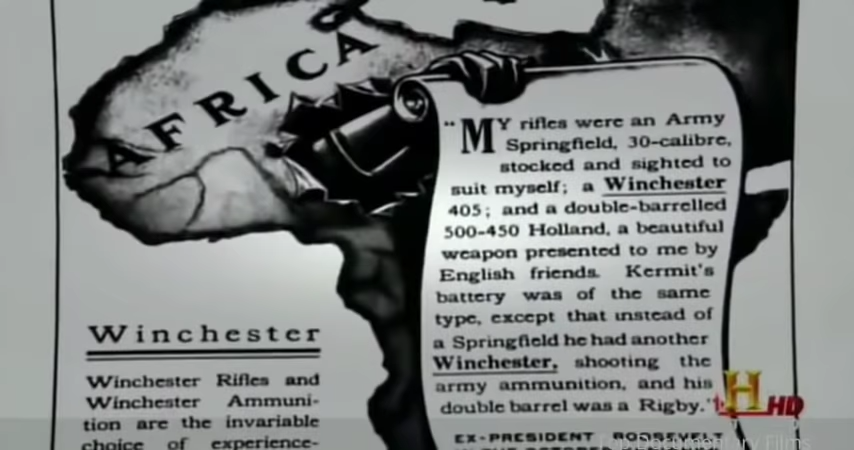 AFRICA
"MY rifles were an Army
Springfield, 30-calibre,
stocked and sighted to
suit myself; a Winchester
405; and a double-barrelled
500-450 Holland, a beautiful
weapon presented to me by
English friends. Kermit's
battery was of the same
type, except that instead of
a Springfield he had another
Winchester, shooting the
army ammunition, and his
double barrel was a Rigby."
EX-PRESIDENT ROOSEVELT
Winchester
Winchester Rifles and
Winchester Ammuni-
tion are the invariable
choice of experience-
H HD
Top Documentary Films